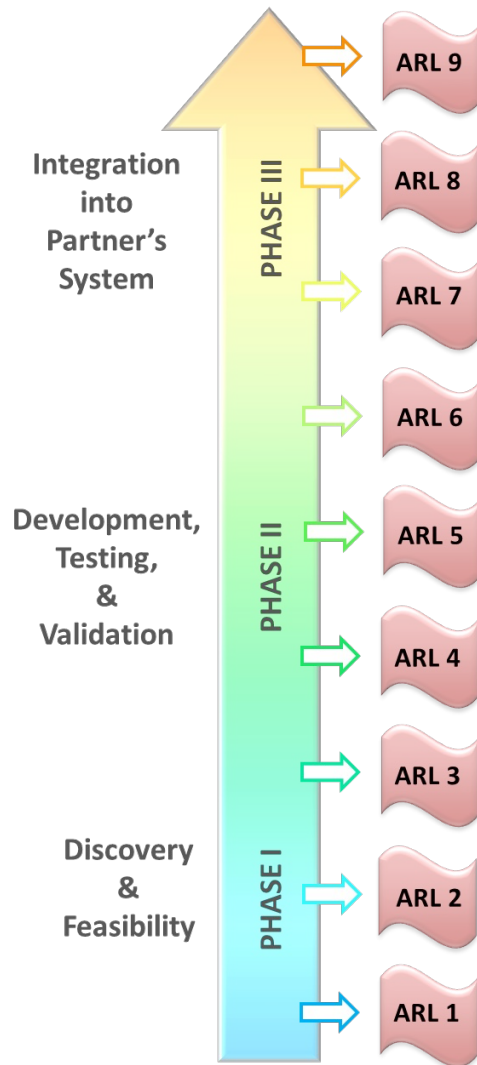 ARL 9
Integration
into
Partner's
System
PHASE III
ARL 8
ARL 7
ARL 6
Development,
Testing,
&
Validation
PHASE II
ARL 5
ARL 4
ARL 3
Discovery
&
Feasibility
PHASE I
ARL 2
ARL 1